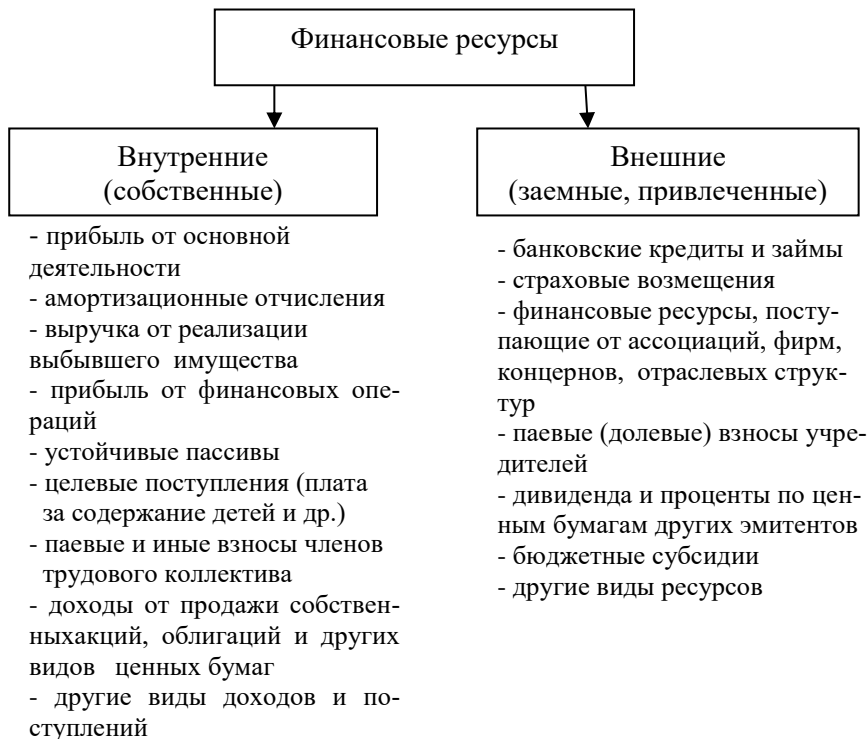 Финансовые ресурсы
Внутренние
(собственные)
- прибыль от основной
деятельности
- амортизационные отчисления
- выручка от реализации
выбывшего имущества
- прибыль от финансовых опе-
раций
- устойчивые пассивы
- целевые поступления (плата
за содержание детей и др.)
- паевые и иные взносы членов
трудового коллектива
- доходы от продажи собствен-
ныхакций, облигаций и других
видов ценных бумаг
- другие виды доходов и по-
ступлений
Внешние
(заемные, привлеченные)
- банковские кредиты и займы
- страховые возмещения
- финансовые ресурсы, посту-
пающие от ассоциаций, фирм,
концернов, отраслевых струк-
тур
- паевые (долевые) взносы учре-
дителей
- дивиденда и проценты по цен-
ным бумагам других эмитентов
- бюджетные субсидии
- другие виды ресурсов